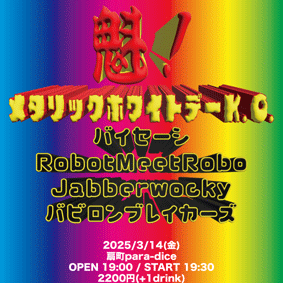 魁！
メタリックホワイトデーK.O.
バイセーシ
RobotMeetRobo
Jabberwocky
バビロンブレイカーズ
2025/3/14(金)
扇町para-dice
OPEN 19:00 / START 19:30
2200円(+1drink)